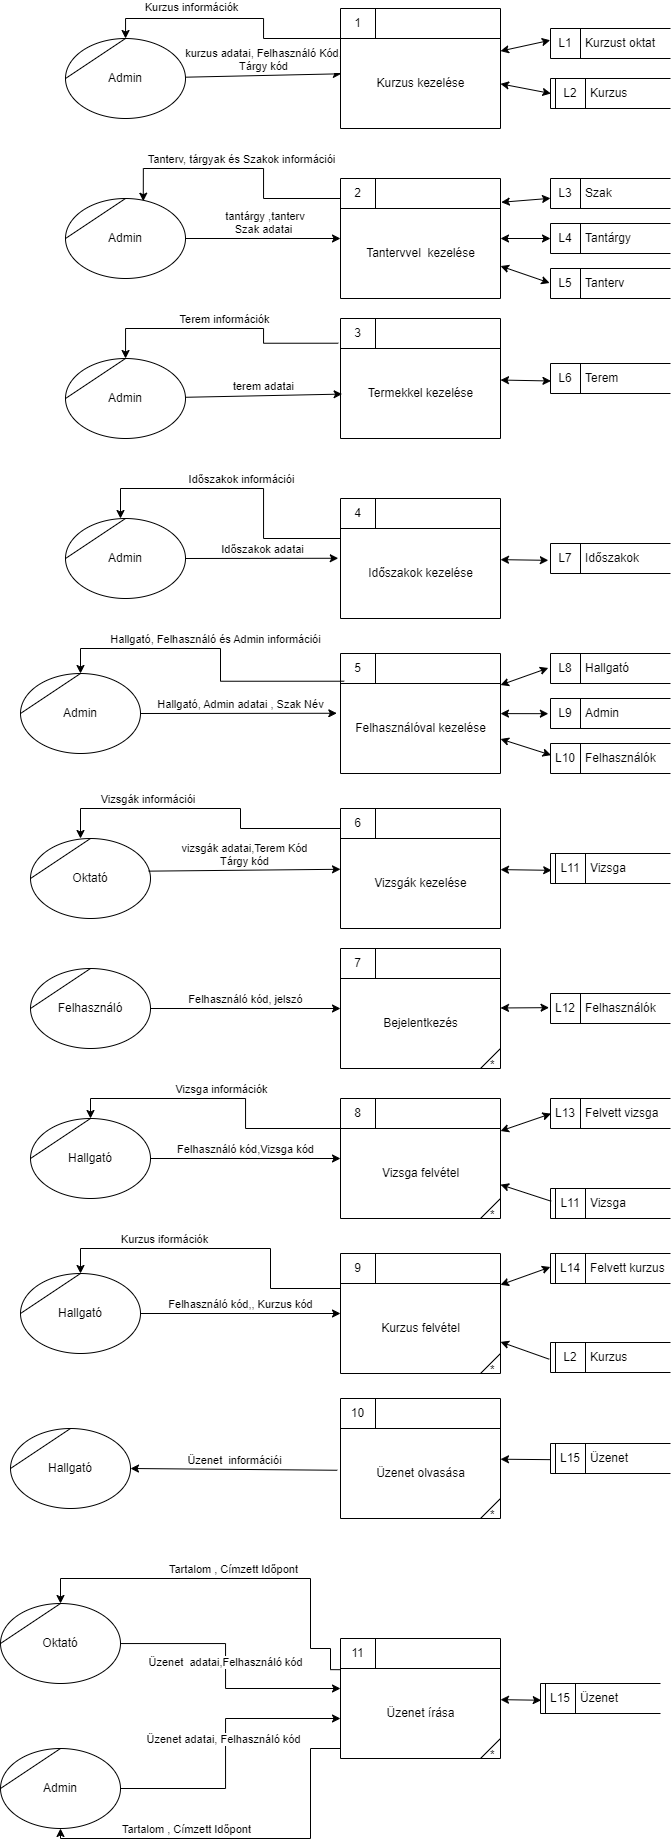 Kurzus információk
1
L1 Kurzust oktat
kurzus adatai, Felhasználó Kód,
Tárgy kód
Admin
Kurzus kezelése
L2 Kurzus
Tanterv, tárgyak és Szakok információi
2
L3 Szak
tantárgy ,tanterv
Szak adatai
Admin
Tantervvel kezelése
L4 Tantárgy
L5 Tanterv
Terem információk
3
L6 Terem
terem adatai
Admin
Termekkel kezelése
Időszakok információi
4
Időszakok adatai
Admin
Időszakok kezelése
L7 Időszakok
Hallgató, Felhasználó és Admin információi
5
L8 Hallgató
Hallgató, Admin adatai , Szak Név
Admin
Felhasználóval kezelése
L9 Admin
L10 Felhasználók
Vizsgák információi
6
vizsgák adatai,Terem Kód
Tárgy kód
Oktató
Vizsgák kezelése
L11 Vizsga
7
Felhasználó kód, jelszó
Felhasználó
Bejelentkezés
*
L12 Felhasználók
Vizsga információk
8
L13 Felvett vizsga
Felhasználó kód,Vizsga kód
Hallgató
Vizsga felvétel
*
L11 Vizsga
Kurzus iformációk
9
L14 Felvett kurzus
Felhasználó kód,, Kurzus kód
Hallgató
Kurzus felvétel
*
L2 Kurzus
10
Üzenet információi
Hallgató
Üzenet olvasása
*
L15 Üzenet
Tartalom , Címzett Időpont
Oktató
11
Üzenet adatai,Felhasználó kód
Üzenet írása
*
L15 Üzenet
Üzenet adatai, Felhasználó kód
Admin
Tartalom , Címzett Időpont